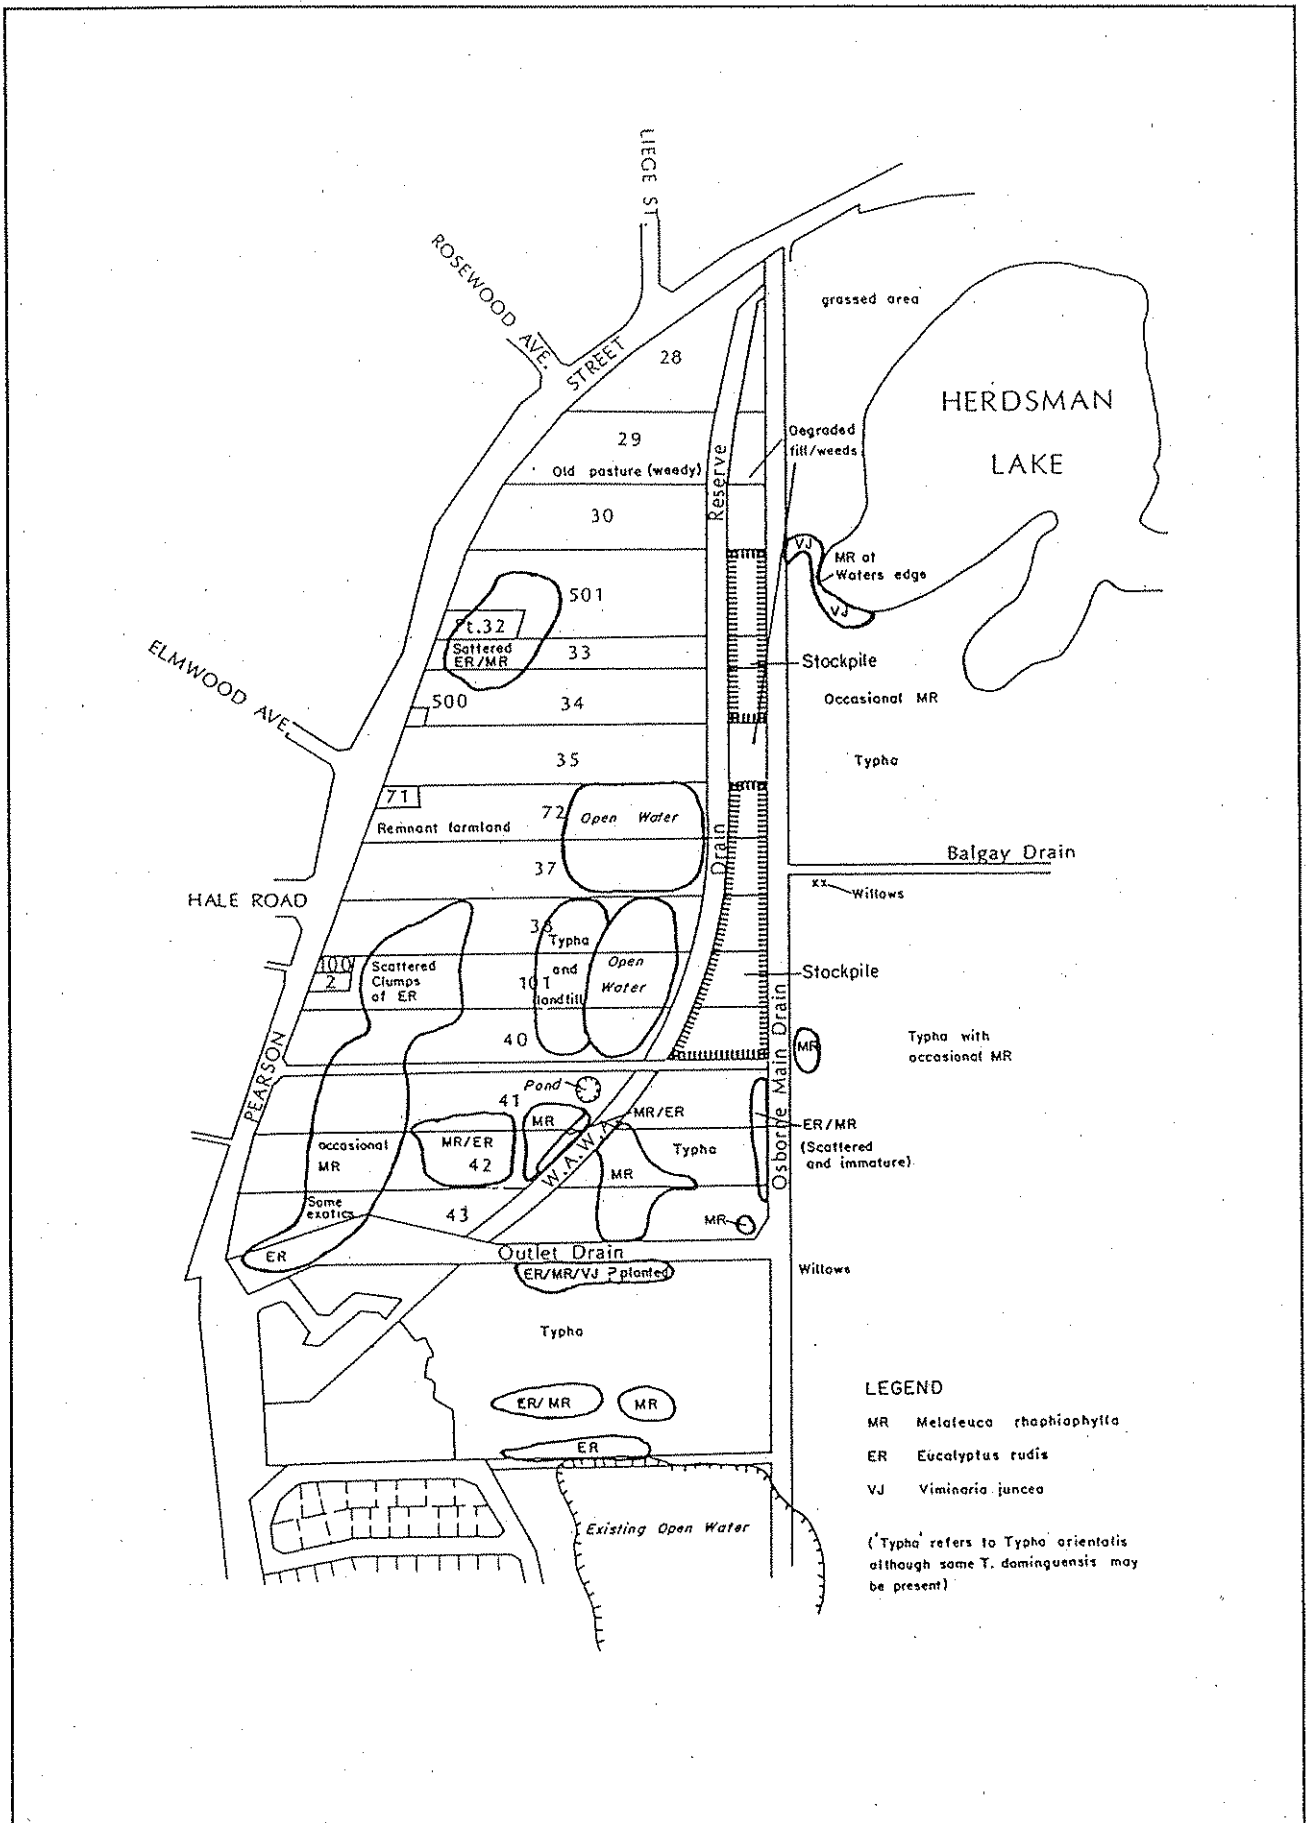 LIEGE ST.
ROSEWOOD AVE.
STREET
28
grassed area
HERDSMAN
LAKE
29
Old pasture (weedy)
Degraded
fill/weeds
Reserve
30
VJ
MR at
Waters edge
VJ
501
Pt.32
Sattered
ER/MR
33
Stockpile
ELMWOOD AVE.
500
34
Occasional MR
35
Typha
71
72
Open Water
Remnant farmland
Drain
37
Balgay Drain
HALE ROAD
xx
Willows
38
Typha
and
landfill
Open
Water
100
2
Scattered
Clumps
of ER
101
Stockpile
40
Osborne Main Drain
MR
Typha with
occasional MR
PEARSON
Pond
41
MR
MR/ER
ER/MR
(Scattered
and immature)
occasional
MR
MR/ER
42
W.A.W.A.
MR
Typha
Some
exotics
43
MR
ER
Outlet Drain
ER/MR/VJ ? planted
Willows
Typha
ER/MR
MR
ER
Existing Open Water
LEGEND
MR Melaleuca rhaphiophylla
ER Eucalyptus rudis
VJ Viminaria juncea
('Typha' refers to Typha orientalis
although some T. dominguensis may
be present)